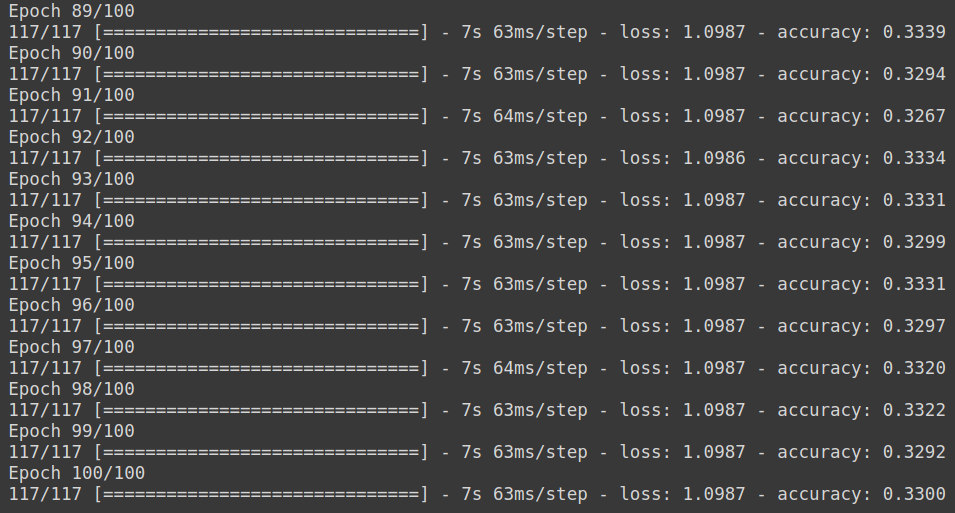 Epoch 89/100
117/117 [==============================] - 7s 63ms/step - loss: 1.0987 - accuracy: 0.3339
Epoch 90/100
117/117 [==============================] - 7s 63ms/step - loss: 1.0987 - accuracy: 0.3294
Epoch 91/100
117/117 [==============================] - 7s 64ms/step - loss: 1.0987 - accuracy: 0.3267
Epoch 92/100
117/117 [==============================] - 7s 63ms/step - loss: 1.0986 - accuracy: 0.3334
Epoch 93/100
117/117 [==============================] - 7s 63ms/step - loss: 1.0987 - accuracy: 0.3331
Epoch 94/100
117/117 [==============================] - 7s 63ms/step - loss: 1.0987 - accuracy: 0.3299
Epoch 95/100
117/117 [==============================] - 7s 63ms/step - loss: 1.0987 - accuracy: 0.3331
Epoch 96/100
117/117 [==============================] - 7s 63ms/step - loss: 1.0987 - accuracy: 0.3297
Epoch 97/100
117/117 [==============================] - 7s 64ms/step - loss: 1.0987 - accuracy: 0.3320
Epoch 98/100
117/117 [==============================] - 7s 63ms/step - loss: 1.0987 - accuracy: 0.3322
Epoch 99/100
117/117 [==============================] - 7s 63ms/step - loss: 1.0987 - accuracy: 0.3292
Epoch 100/100
117/117 [==============================] - 7s 63ms/step - loss: 1.0987 - accuracy: 0.3300